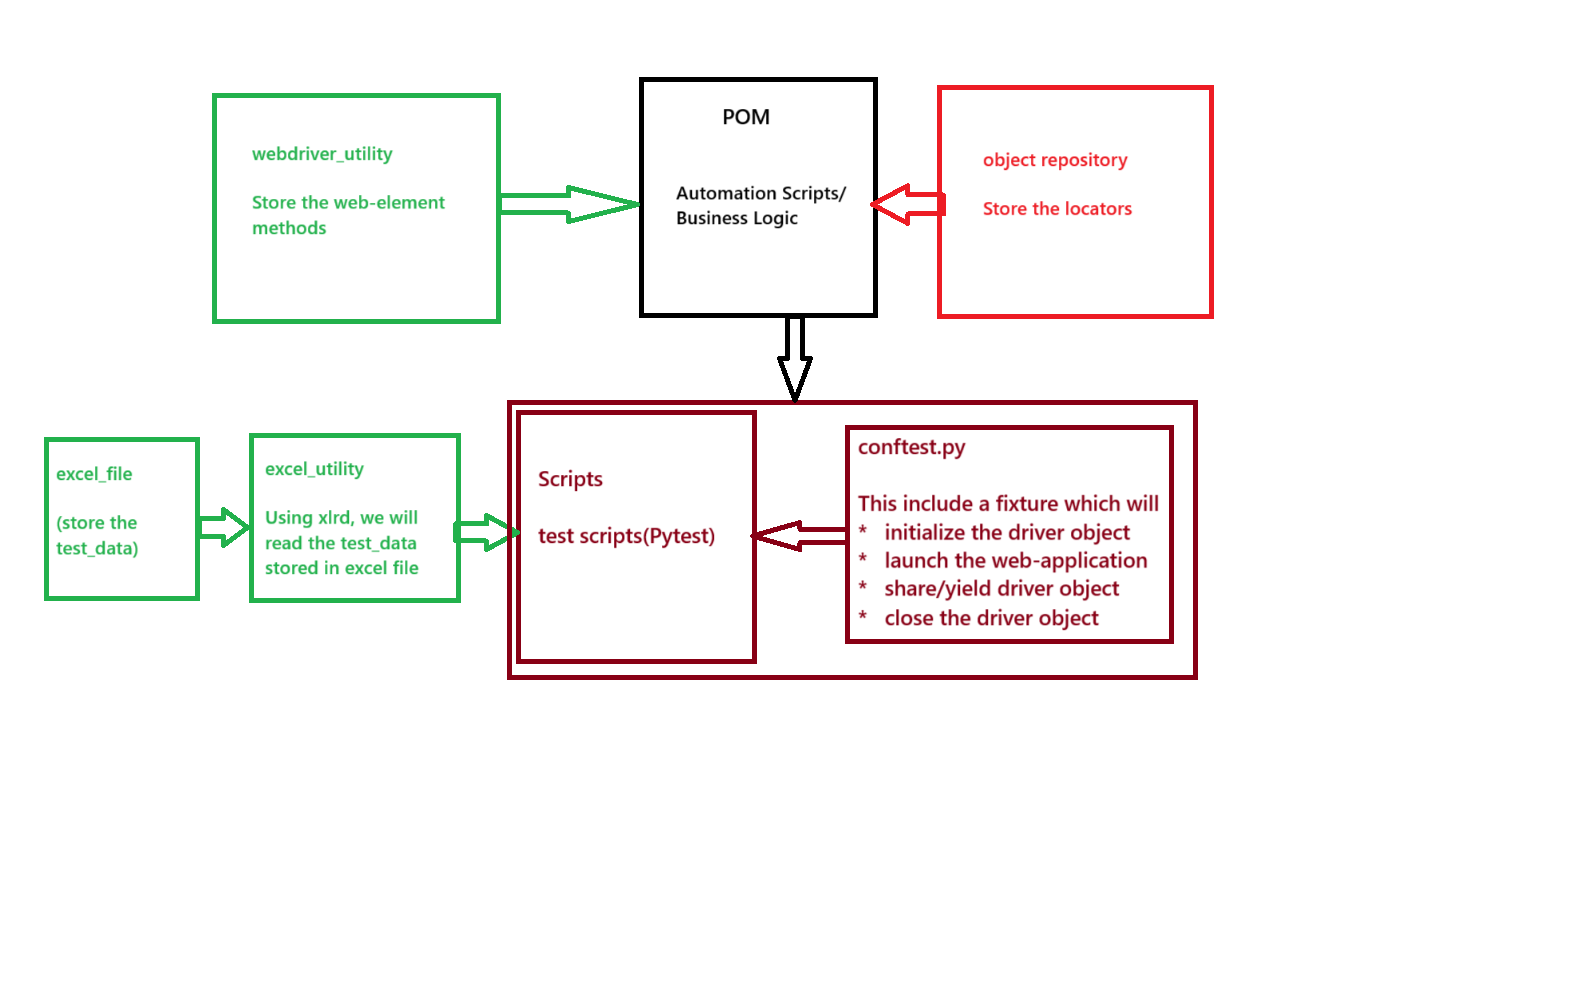 webdriver_utility
Store the web-element
methods
POM
Automation Scripts/
Business Logic
object repository
Store the locators
excel_file
(store the
test_data)
excel_utility
Using xlrd, we will
read the test_data
stored in excel file
Scripts
test scripts(Pytest)
conftest.py
This include a fixture which will
* initialize the driver object
* launch the web-application
* share/yield driver object
* close the driver object